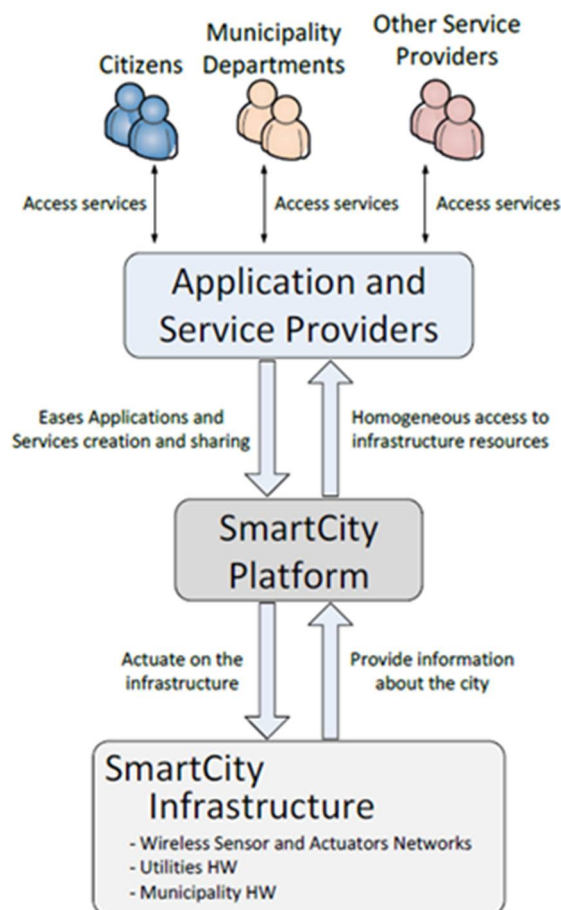 Citizens
Municipality
Departments
Other Service
Providers
Access services
Access services
Access services
Application and
Service Providers
Eases Applications and
Services creation and sharing
Homogeneous access to
infrastructure resources
SmartCity
Platform
Actuate on the
infrastructure
Provide information
about the city
SmartCity
Infrastructure
- Wireless Sensor and Actuators Networks
- Utilities HW
- Municipality HW